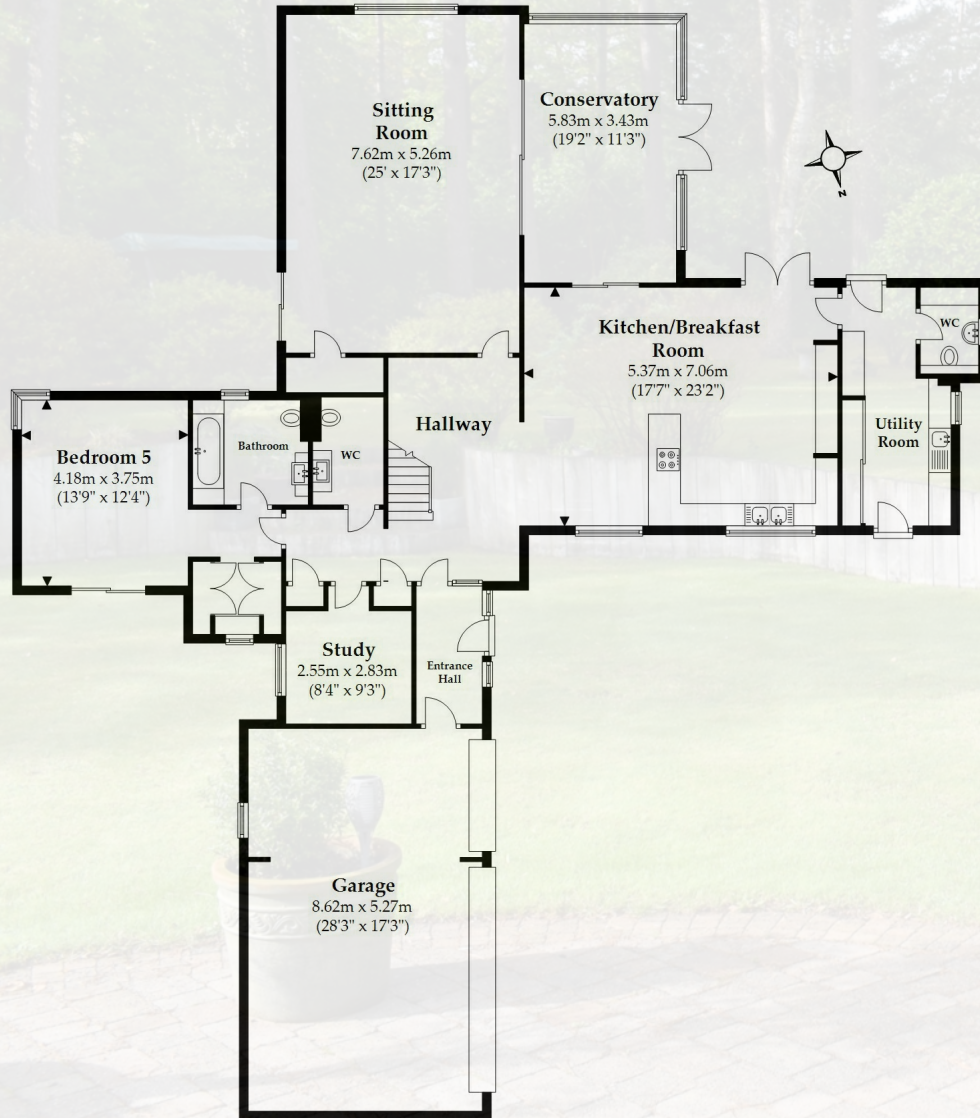 Sitting
Room
7.62m x 5.26m
(25' x 17'3")
Conservatory
5.83m x 3.43m
(19'2" x 11'3")
N
Kitchen/Breakfast
Room
5.37m x 7.06m
(17'7" x 23'2")
WC
Utility
Room
Hallway
Bathroom
WC
Bedroom 5
4.18m x 3.75m
(13'9" x 12'4")
Study
2.55m x 2.83m
(8'4" x 9'3")
Entrance
Hall
Garage
8.62m x 5.27m
(28'3" x 17'3")